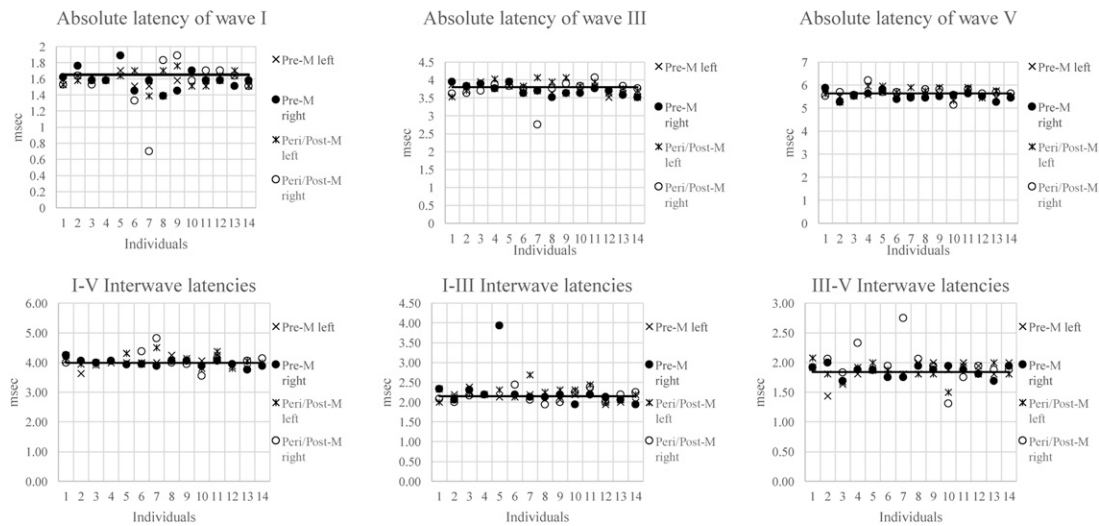 Absolute latency of wave I
msec
2
1.8
1.6
1.4
1.2
1
0.8
0.6
0.4
0.2
0
1 2 3 4 5 6 7 8 9 10 11 12 13 14
Individuals
Pre-M left
Pre-M
right
Peri/Post-M
left
Peri/Post-M
right
Absolute latency of wave III
msec
5
4.5
4
3.5
3
2.5
2
1.5
1
0.5
0
1 2 3 4 5 6 7 8 9 10 11 12 13 14
Individuals
Pre-M left
Pre-M
right
Peri/Post-M
left
Peri/Post-M
right
Absolute latency of wave V
msec
7
6
5
4
3
2
1
0
1 2 3 4 5 6 7 8 9 10 11 12 13 14
Individuals
Pre-M left
Pre-M
right
Peri/Post-M
left
Peri/Post-M
right
I-V Interwave latencies
msec
6.00
5.00
4.00
3.00
2.00
1.00
0.00
1 2 3 4 5 6 7 8 9 10 11 12 13 14
Individuals
Pre-M left
Pre-M
right
Peri/Post-M
left
Peri/Post-M
right
I-III Interwave latencies
msec
4.50
4.00
3.50
3.00
2.50
2.00
1.50
1.00
0.50
0.00
1 2 3 4 5 6 7 8 9 10 11 12 13 14
Individuals
Pre-M left
Pre-M
right
Peri/Post-M
left
Peri/Post-M
right
III-V Interwave latencies
msec
3.00
2.50
2.00
1.50
1.00
0.50
0.00
1 2 3 4 5 6 7 8 9 10 11 12 13 14
Individuals
Pre-M left
Pre-M
right
Peri/Post-M
left
Peri/Post-M
right